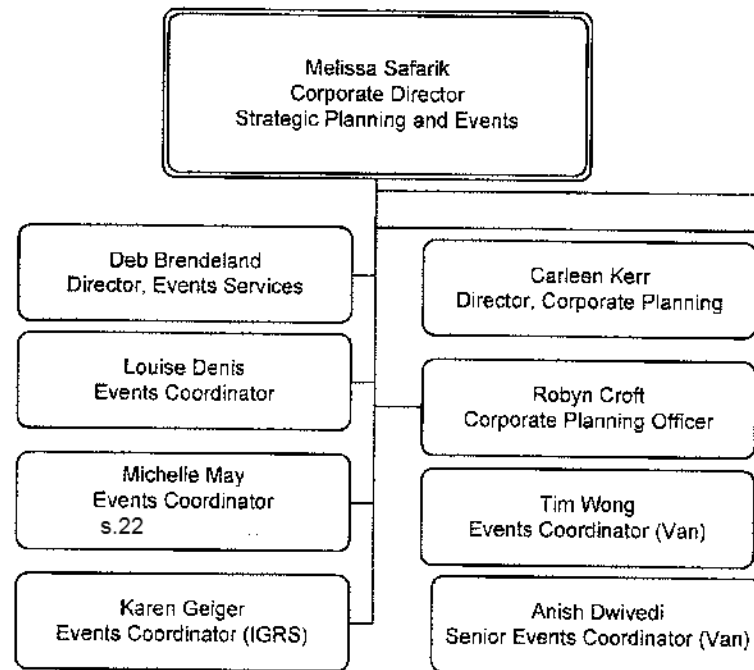 Melissa Safarik
Corporate Director
Strategic Planning and Events
Deb Brendeland
Director, Events Services
Louise Denis
Events Coordinator
Michelle May
Events Coordinator
s.22
Karen Geiger
Events Coordinator (IGRS)
Carleen Kerr
Director, Corporate Planning
Robyn Croft
Corporate Planning Officer
Tim Wong
Events Coordinator (Van)
Anish Dwivedi
Senior Events Coordinator (Van)